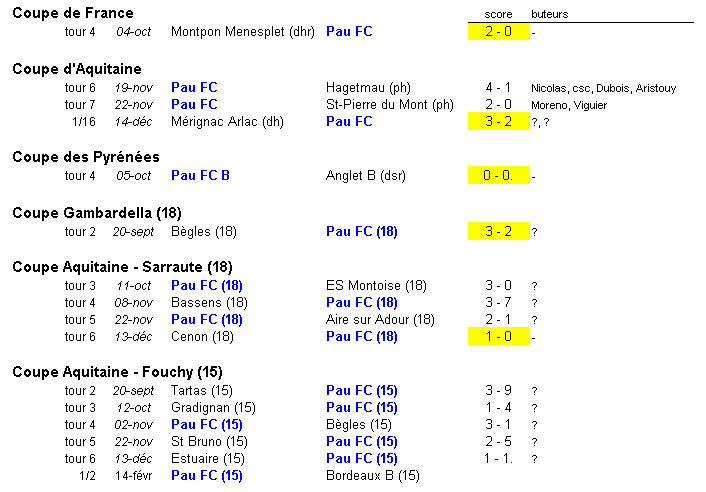 Coupe de France score buteurs
tour 4 04-oct Montpon Menesplet (dhr) Pau FC 2 - 0 -
Coupe d'Aquitaine
tour 6 19-nov Pau FC Hagetmau (ph) 4 - 1 Nicolas, csc, Dubois, Aristouy
tour 7 22-nov Pau FC St-Pierre du Mont (ph) 2 - 0 Moreno, Viguier
1/16 14-déc Mérignac Arlac (dh) Pau FC 3 - 2 ?, ?
Coupe des Pyrénées
tour 4 05-oct Pau FC B Anglet B (dsr) 0 - 0. -
Coupe Gambardella (18)
tour 2 20-sept Bègles (18) Pau FC (18) 3 - 2 ?
Coupe Aquitaine - Sarraute (18)
tour 3 11-oct Pau FC (18) ES Montoise (18) 3 - 0 ?
tour 4 08-nov Bassens (18) Pau FC (18) 3 - 7 ?
tour 5 22-nov Pau FC (18) Aire sur Adour (18) 2 - 1 ?
tour 6 13-déc Cenon (18) Pau FC (18) 1 - 0 -
Coupe Aquitaine - Fouchy (15)
tour 2 20-sept Tartas (15) Pau FC (15) 3 - 9 ?
tour 3 12-oct Gradignan (15) Pau FC (15) 1 - 4 ?
tour 4 02-nov Pau FC (15) Bègles (15) 3 - 1 ?
tour 5 22-nov St Bruno (15) Pau FC (15) 2 - 5 ?
tour 6 13-déc Estuaire (15) Pau FC (15) 1 - 1. ?
1/2 14-févr Pau FC (15) Bordeaux B (15)